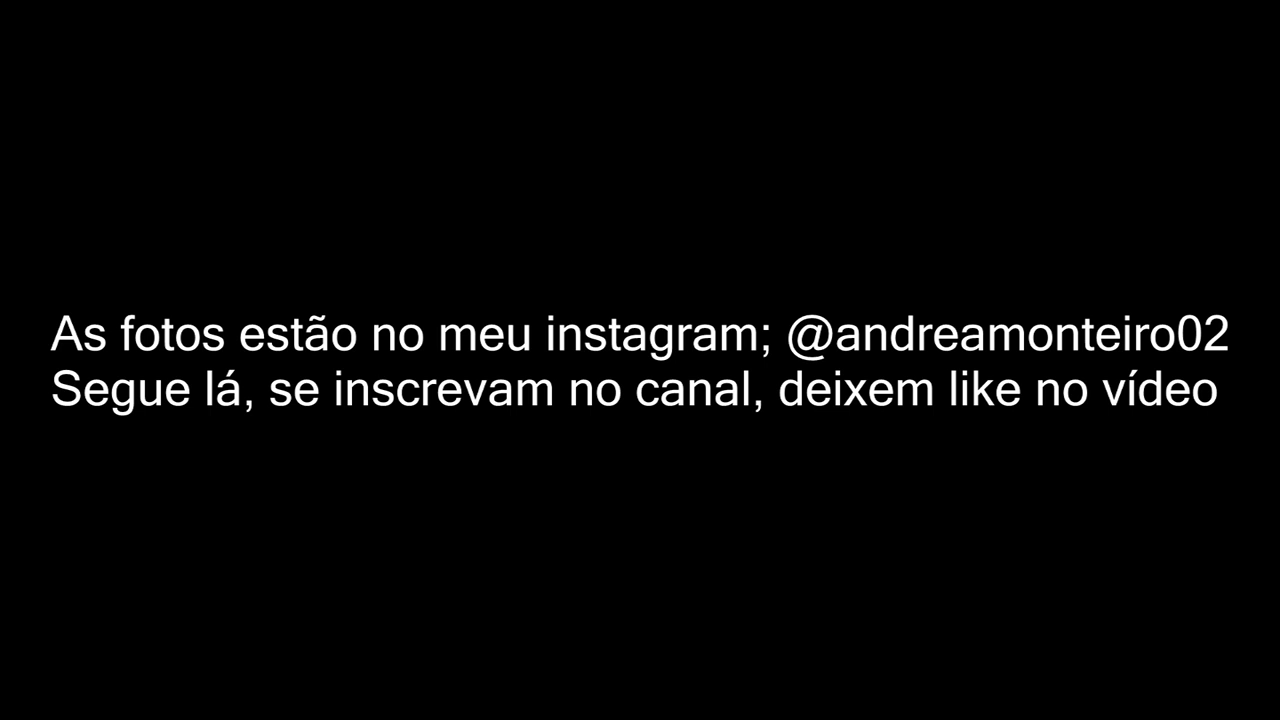 As fotos estão no meu instagram; @andreamonteiro02
Segue lá, se inscrevam no canal, deixem like no vídeo